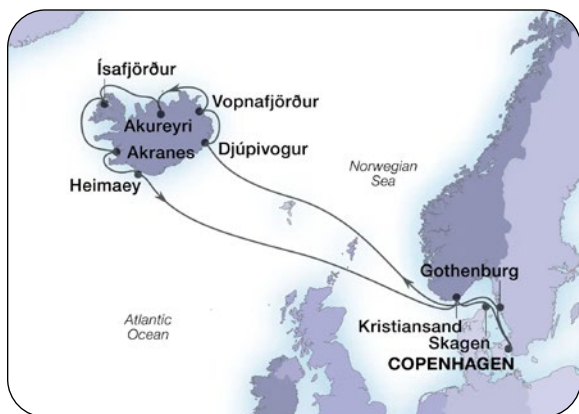 Ísafjörður
Vopnafjörður
Akureyri
Akranes
Djúpivogur
Heimaey
Norwegian
Sea
Gothenburg
Atlantic
Ocean
Kristiansand
Skagen
COPENHAGEN